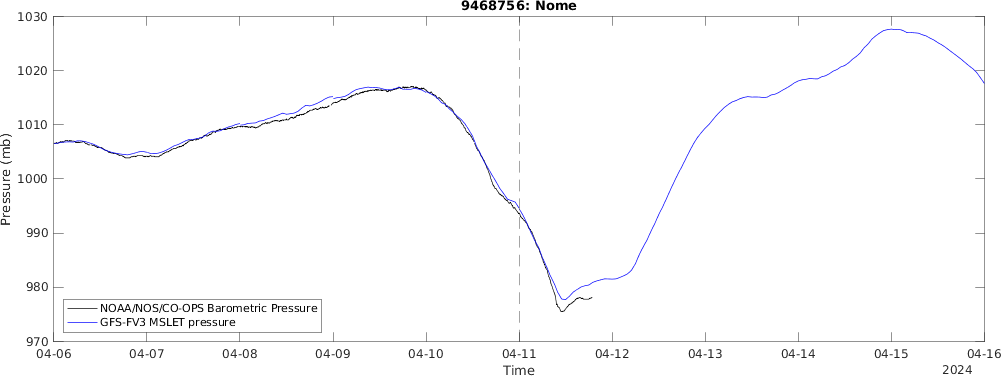 9468756: Nome
1030
1020
1010
1000
990
980
970
Pressure (mb)
NOAA/NOS/CO-OPS Barometric Pressure
GFS-FV3 MSLET pressure
04-06 04-07 04-08 04-09 04-10 04-11 04-12 04-13 04-14 04-15 04-16
Time
2024